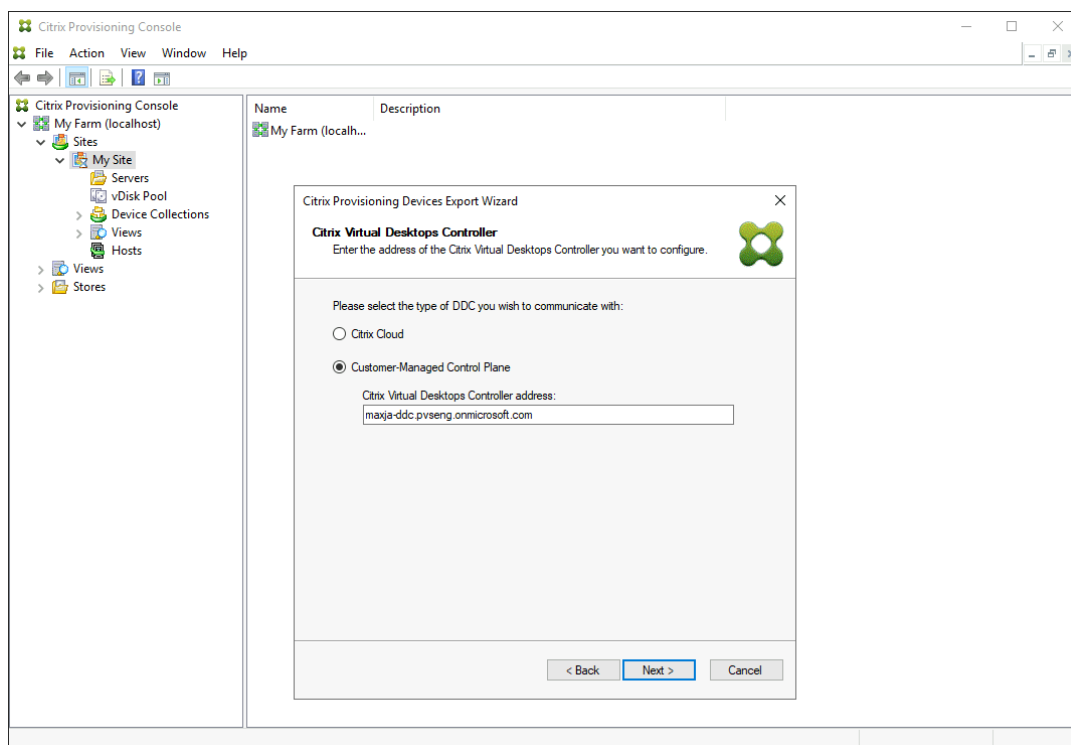 Citrix Provisioning Console
File Action View Window Help
Citrix Provisioning Console
My Farm (localhost)
Sites
My Site
Servers
vDisk Pool
Device Collections
Views
Hosts
Views
Stores
Name Description
My Farm (localh...
Citrix Provisioning Devices Export Wizard
Citrix Virtual Desktops Controller
Enter the address of the Citrix Virtual Desktops Controller you want to configure.
Please select the type of DDC you wish to communicate with:
Citrix Cloud
Customer-Managed Control Plane
Citrix Virtual Desktops Controller address:
maxja-ddc.pvseng.onmicrosoft.com
< Back Next > Cancel